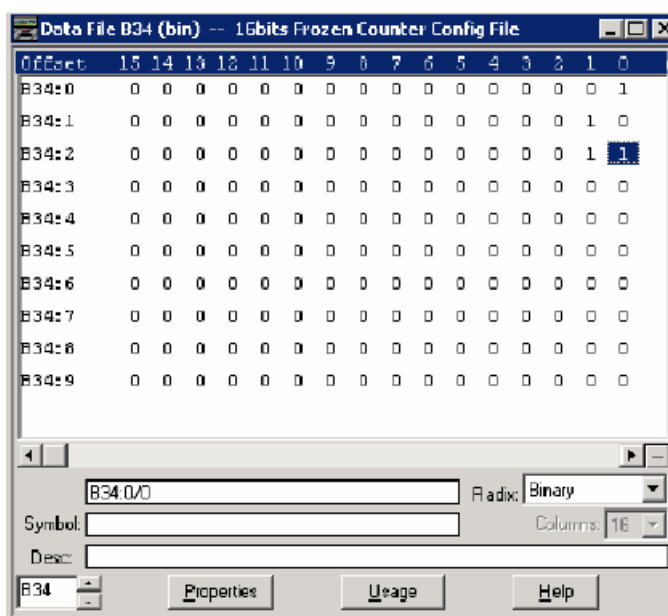 Data File B34 (bin) -- 16bits Frozen Counter Config File
Offset 15 14 13 12 11 10 9 8 7 6 5 4 3 2 1 0
B34:0 0 0 0 0 0 0 0 0 0 0 0 0 0 0 0 1
B34:1 0 0 0 0 0 0 0 0 0 0 0 0 0 0 1 0
B34:2 0 0 0 0 0 0 0 0 0 0 0 0 0 0 1 1
B34:3 0 0 0 0 0 0 0 0 0 0 0 0 0 0 0 0
B34:4 0 0 0 0 0 0 0 0 0 0 0 0 0 0 0 0
B34:5 0 0 0 0 0 0 0 0 0 0 0 0 0 0 0 0
B34:6 0 0 0 0 0 0 0 0 0 0 0 0 0 0 0 0
B34:7 0 0 0 0 0 0 0 0 0 0 0 0 0 0 0 0
B34:8 0 0 0 0 0 0 0 0 0 0 0 0 0 0 0 0
B34:9 0 0 0 0 0 0 0 0 0 0 0 0 0 0 0 0
B34:0/0 Radix: Binary
Symbol: Columns: 16
Desc:
B34 Properties Usage Help